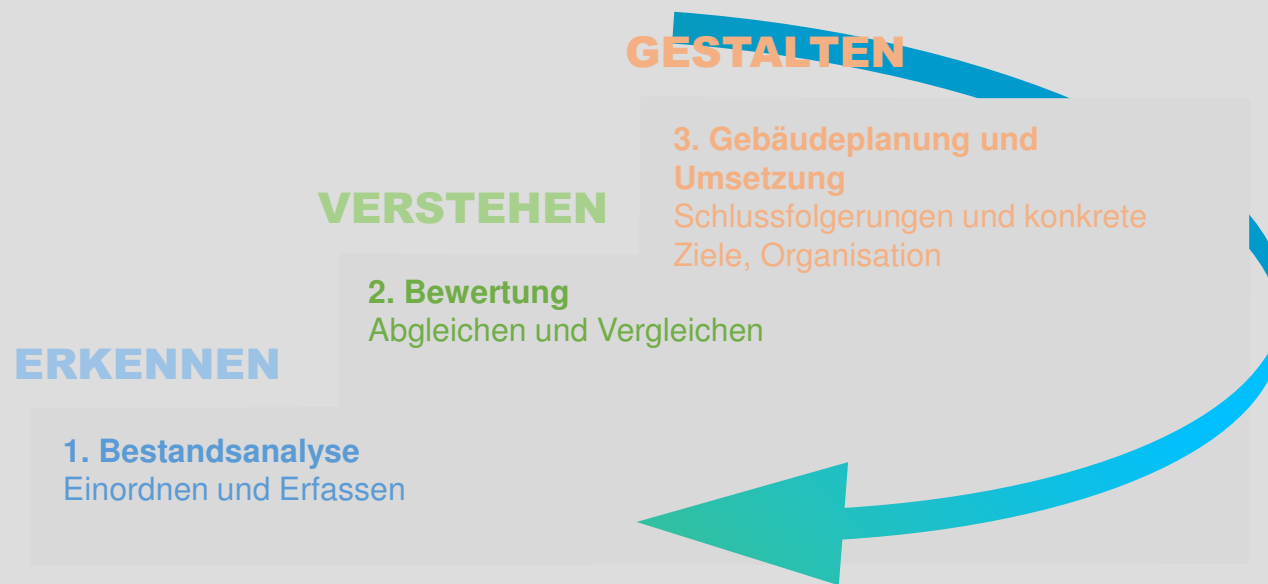 GESTALTEN
3. Gebäudeplanung und
Umsetzung
Schlussfolgerungen und konkrete
Ziele, Organisation
VERSTEHEN
2. Bewertung
Abgleichen und Vergleichen
ERKENNEN
1. Bestandsanalyse
Einordnen und Erfassen